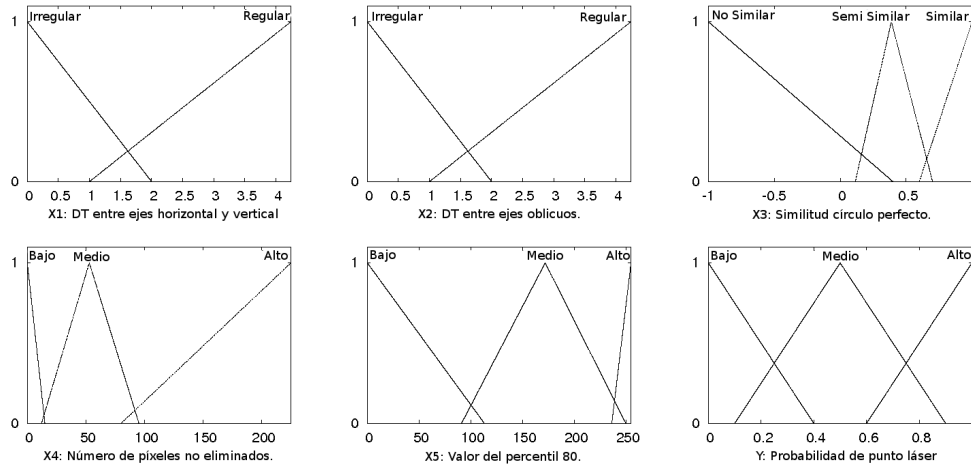 1
Irregular
Regular
0
0 0.5 1 1.5 2 2.5 3 3.5 4
X1: DT entre ejes horizontal y vertical
1
Irregular
Regular
0
0 0.5 1 1.5 2 2.5 3 3.5 4
X2: DT entre ejes oblicuos.
1
No Similar
Semi Similar
Similar
0
-1 -0.5 0 0.5
X3: Similitud círculo perfecto.
1
Bajo
Medio
Alto
0
0 50 100 150 200
X4: Número de píxeles no eliminados.
1
Bajo
Medio
Alto
0
0 50 100 150 200 250
X5: Valor del percentil 80.
1
Bajo
Medio
Alto
0
0 0.2 0.4 0.6 0.8 1
Y: Probabilidad de punto láser